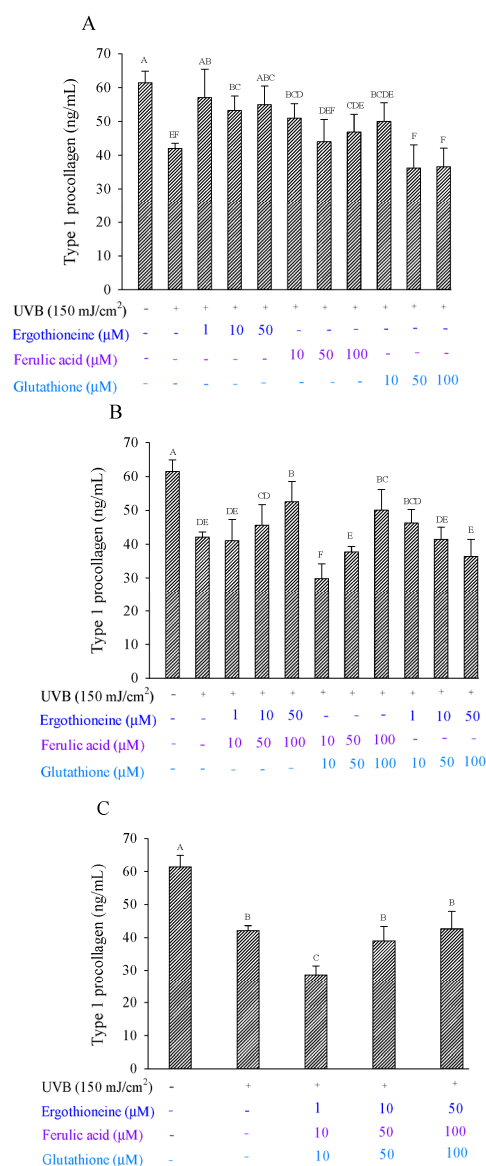 A
Type 1 procollagen (ng/mL)
70
60
50
40
30
20
10
0
A
EF
AB
BC
ABC
BCD
DEF
CDE
BCDE
F
F
UVB (150 mJ/cm²) - + + + + + + + + + +
Ergothioneine (μM) - - 1 10 50 - - - - - -
Ferulic acid (μM) - - - - - 10 50 100 - - -
Glutathione (μM) - - - - - - - - 10 50 100
B
Type 1 procollagen (ng/mL)
70
60
50
40
30
20
10
0
A
DE
DE
CD
B
F
E
BC
BCD
DE
E
UVB (150 mJ/cm²) - + + + + + + + + + +
Ergothioneine (μM) - - 1 10 50 - - - 1 10 50
Ferulic acid (μM) - - 10 50 100 10 50 100 - - -
Glutathione (μM) - - - - - 10 50 100 10 50 100
C
Type 1 procollagen (ng/mL)
70
60
50
40
30
20
10
0
A
B
C
B
B
UVB (150 mJ/cm²) - + + + +
Ergothioneine (μM) - - 1 10 50
Ferulic acid (μM) - - 10 50 100
Glutathione (μM) - - 10 50 100